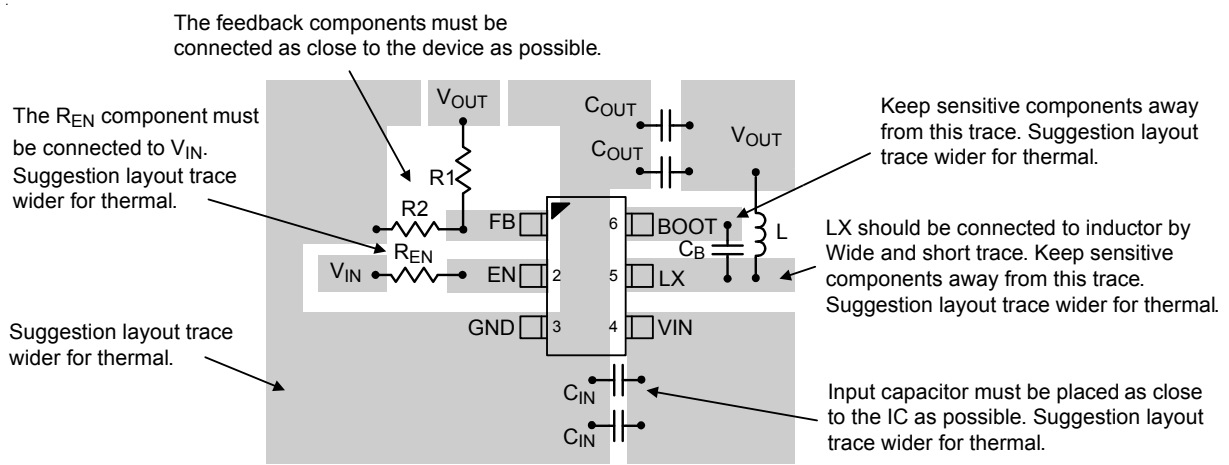 The feedback components must be
connected as close to the device as possible.
The REN component must
be connected to VIN.
Suggestion layout trace
wider for thermal.
VOUT
COUT
COUT
VOUT
Keep sensitive components away
from this trace. Suggestion layout
trace wider for thermal.
R1
R2
FB
6
BOOT
CB
L
LX should be connected to inductor by
Wide and short trace. Keep sensitive
components away from this trace.
Suggestion layout trace wider for thermal.
REN
VIN
EN
2
5
LX
GND
3
4
VIN
Suggestion layout trace
wider for thermal.
CIN
CIN
Input capacitor must be placed as close
to the IC as possible. Suggestion layout
trace wider for thermal.